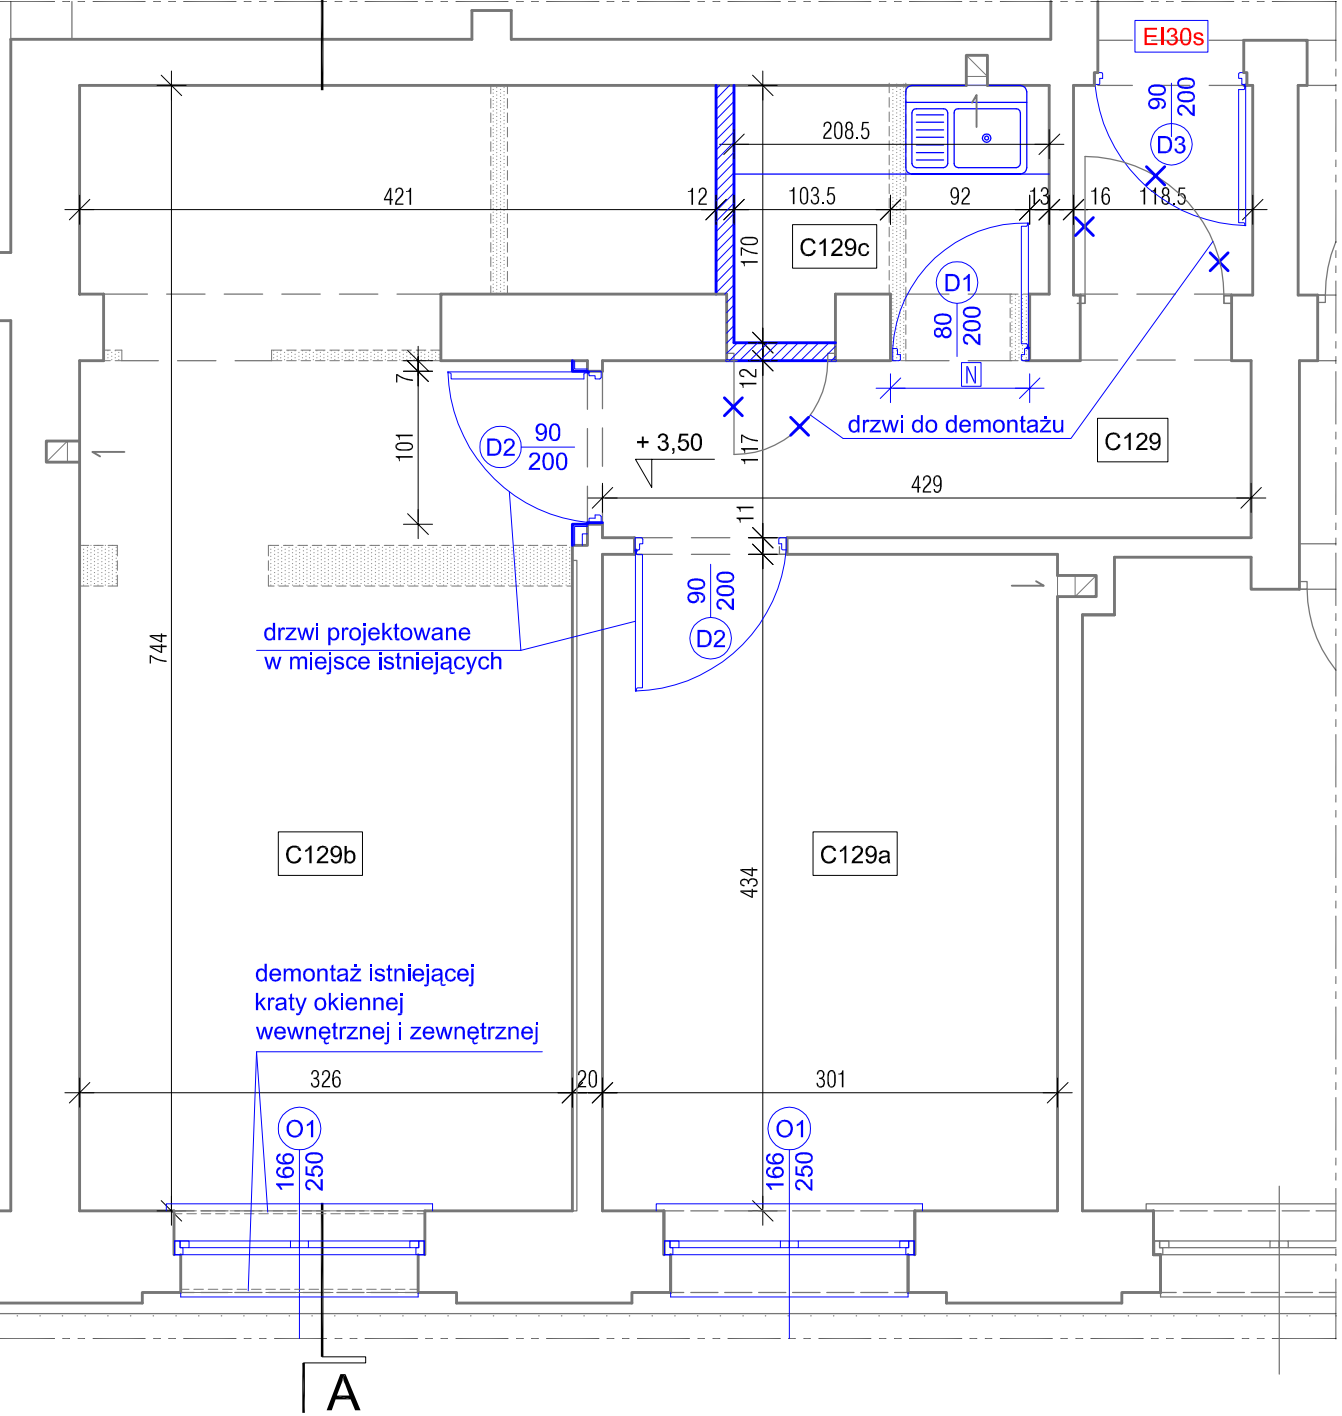 EI30s
90
200
D3
208.5
421
12
103.5
92
13
16
118.5
170
C129c
D1
80
200
N
7
12
drzwi do demontażu
C129
D2
90
200
101
+ 3,50
117
429
11
90
200
D2
drzwi projektowane
w miejsce istniejących
744
C129b
C129a
434
demontaż istniejącej
kraty okiennej
wewnętrznej i zewnętrznej
326
20
301
O1
166
250
O1
166
250
A